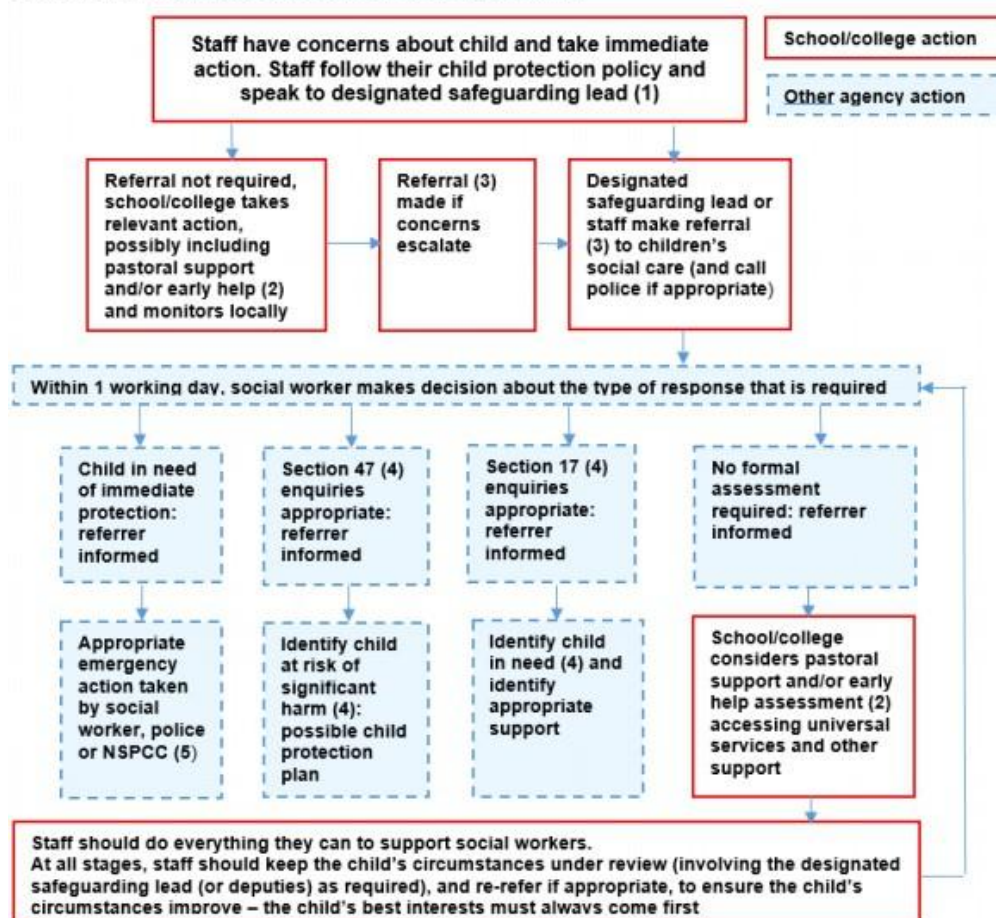 Staff have concerns about child and take immediate
action. Staff follow their child protection policy and
speak to designated safeguarding lead (1)
School/college action
Other agency action
Referral not required,
school/college takes
relevant action,
possibly including
pastoral support
and/or early help (2)
and monitors locally
Referral (3)
made if
concerns
escalate
Designated
safeguarding lead or
staff make referral
(3) to children's
social care (and call
police if appropriate)
Within 1 working day, social worker makes decision about the type of response that is required
Child in need
of immediate
protection:
referrer
informed
Section 47 (4)
enquiries
appropriate:
referrer
informed
Section 17 (4)
enquiries
appropriate:
referrer
informed
No formal
assessment
required: referrer
informed
Appropriate
emergency
action taken
by social
worker, police
or NSPCC (5)
Identify child
at risk of
significant
harm (4):
possible child
protection
plan
Identify child
in need (4) and
identify
appropriate
support
School/college
considers pastoral
support and/or early
help assessment (2)
accessing universal
services and other
support
Staff should do everything they can to support social workers.
At all stages, staff should keep the child's circumstances under review (involving the designated
safeguarding lead (or deputies) as required), and re-refer if appropriate, to ensure the child's
circumstances improve – the child's best interests must always come first